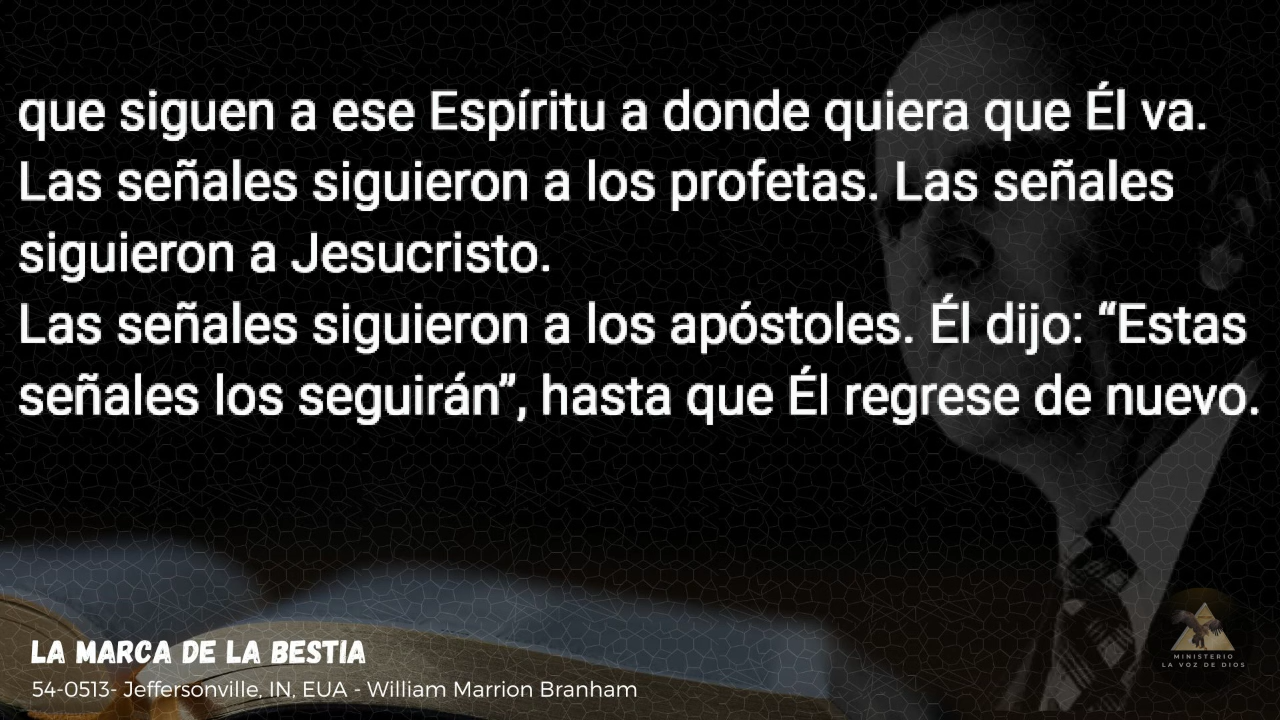 que siguen a ese Espíritu a donde quiera que Él va.
Las señales siguieron a los profetas. Las señales
siguieron a Jesucristo.
Las señales siguieron a los apóstoles. Él dijo: “Estas
señales los seguirán”, hasta que Él regrese de nuevo.
LA MARCA DE LA BESTIA
54-0513- Jeffersonville, IN, EUA - William Marrion Branham
MINISTERIO
LA VOZ DE DIOS